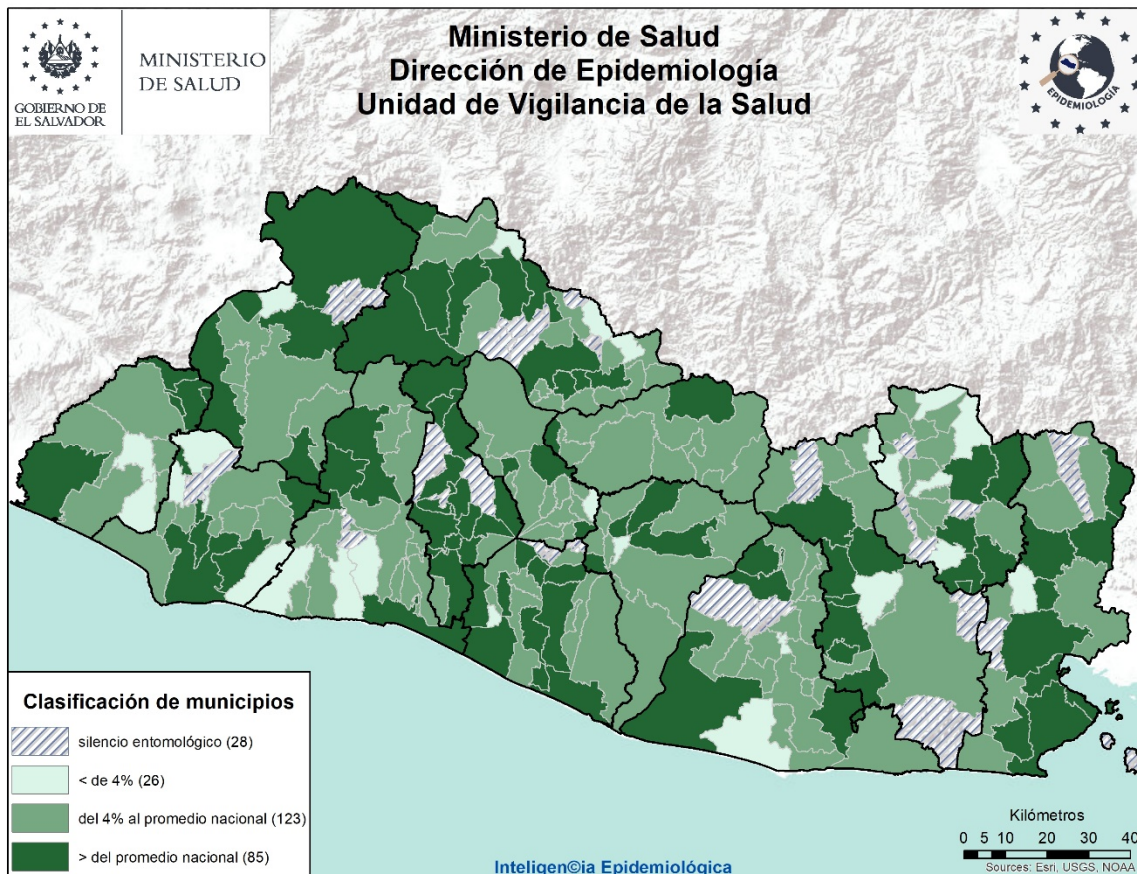 GOBIERNO DE
EL SALVADOR
MINISTERIO
DE SALUD
Ministerio de Salud
Dirección de Epidemiología
Unidad de Vigilancia de la Salud
EPIDEMIOLOGÍA
Clasificación de municipios
silencio entomológico (28)
< de 4% (26)
del 4% al promedio nacional (123)
> del promedio nacional (85)
Inteligen©ia Epidemiológica
Kilómetros
0 5 10 20 30 40
Sources: Esri, USGS, NOAA